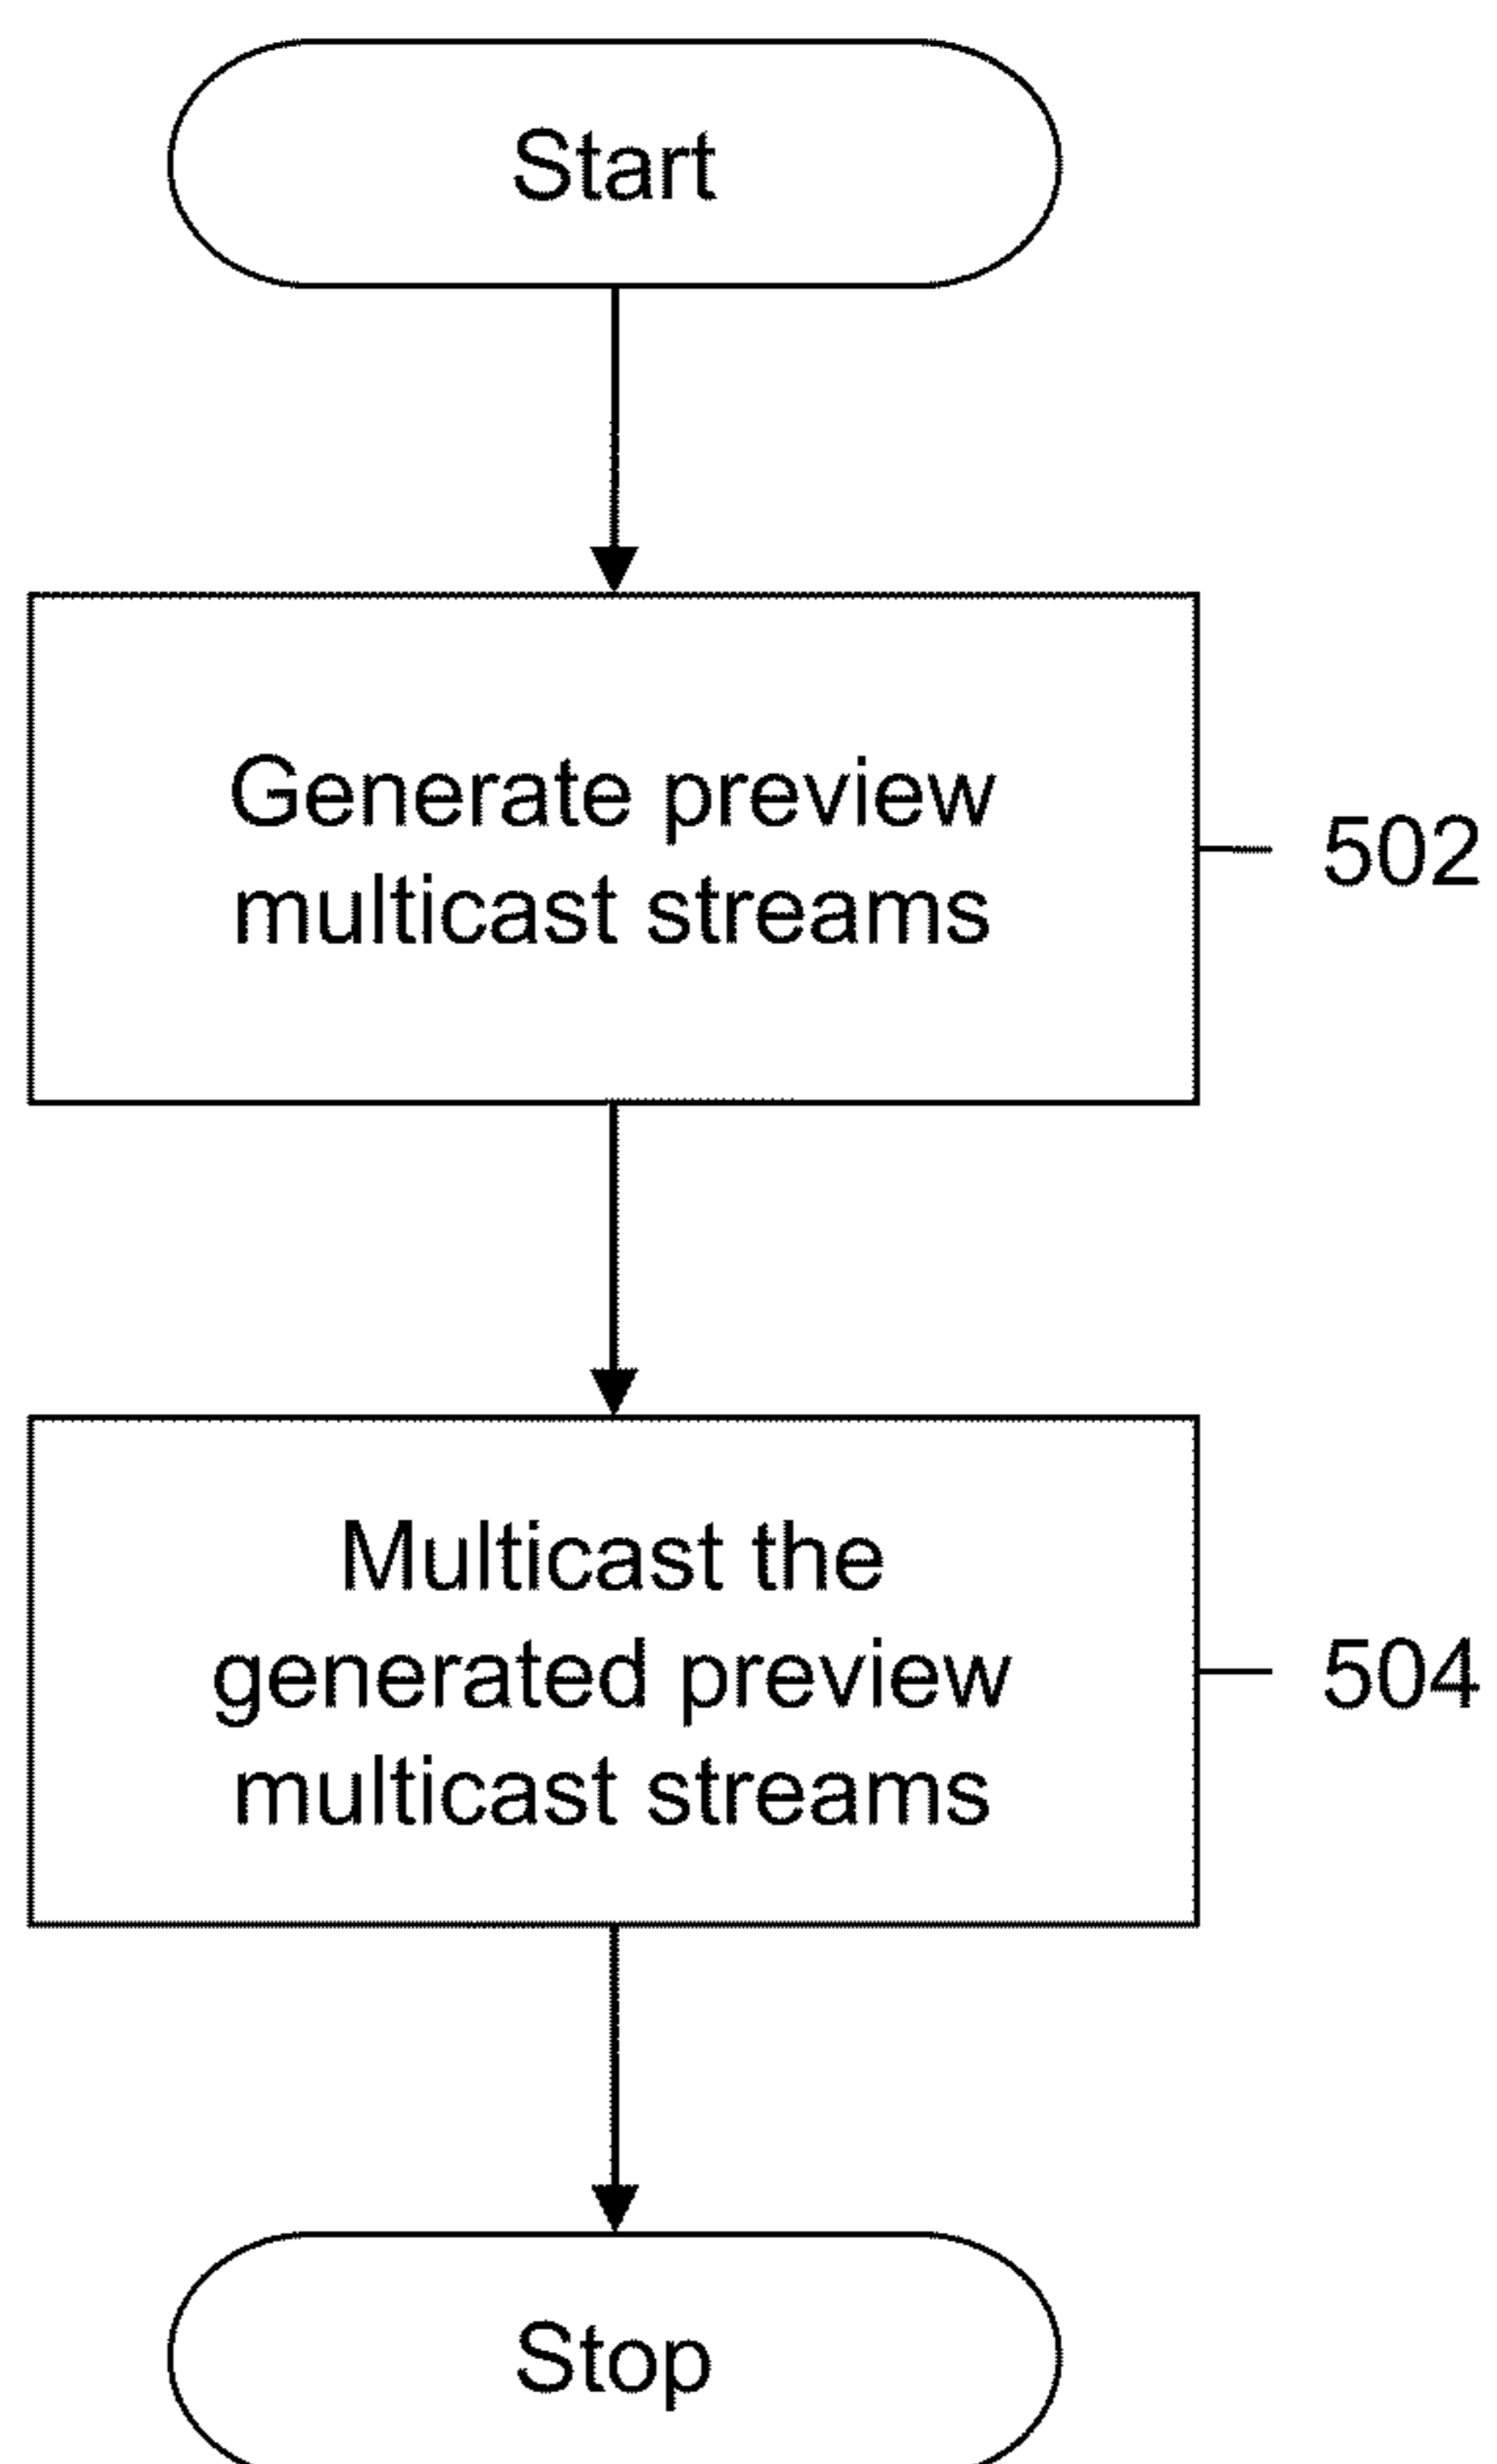 Start
Generate preview
multicast streams
502
Multicast the
generated preview
multicast streams
504
Stop